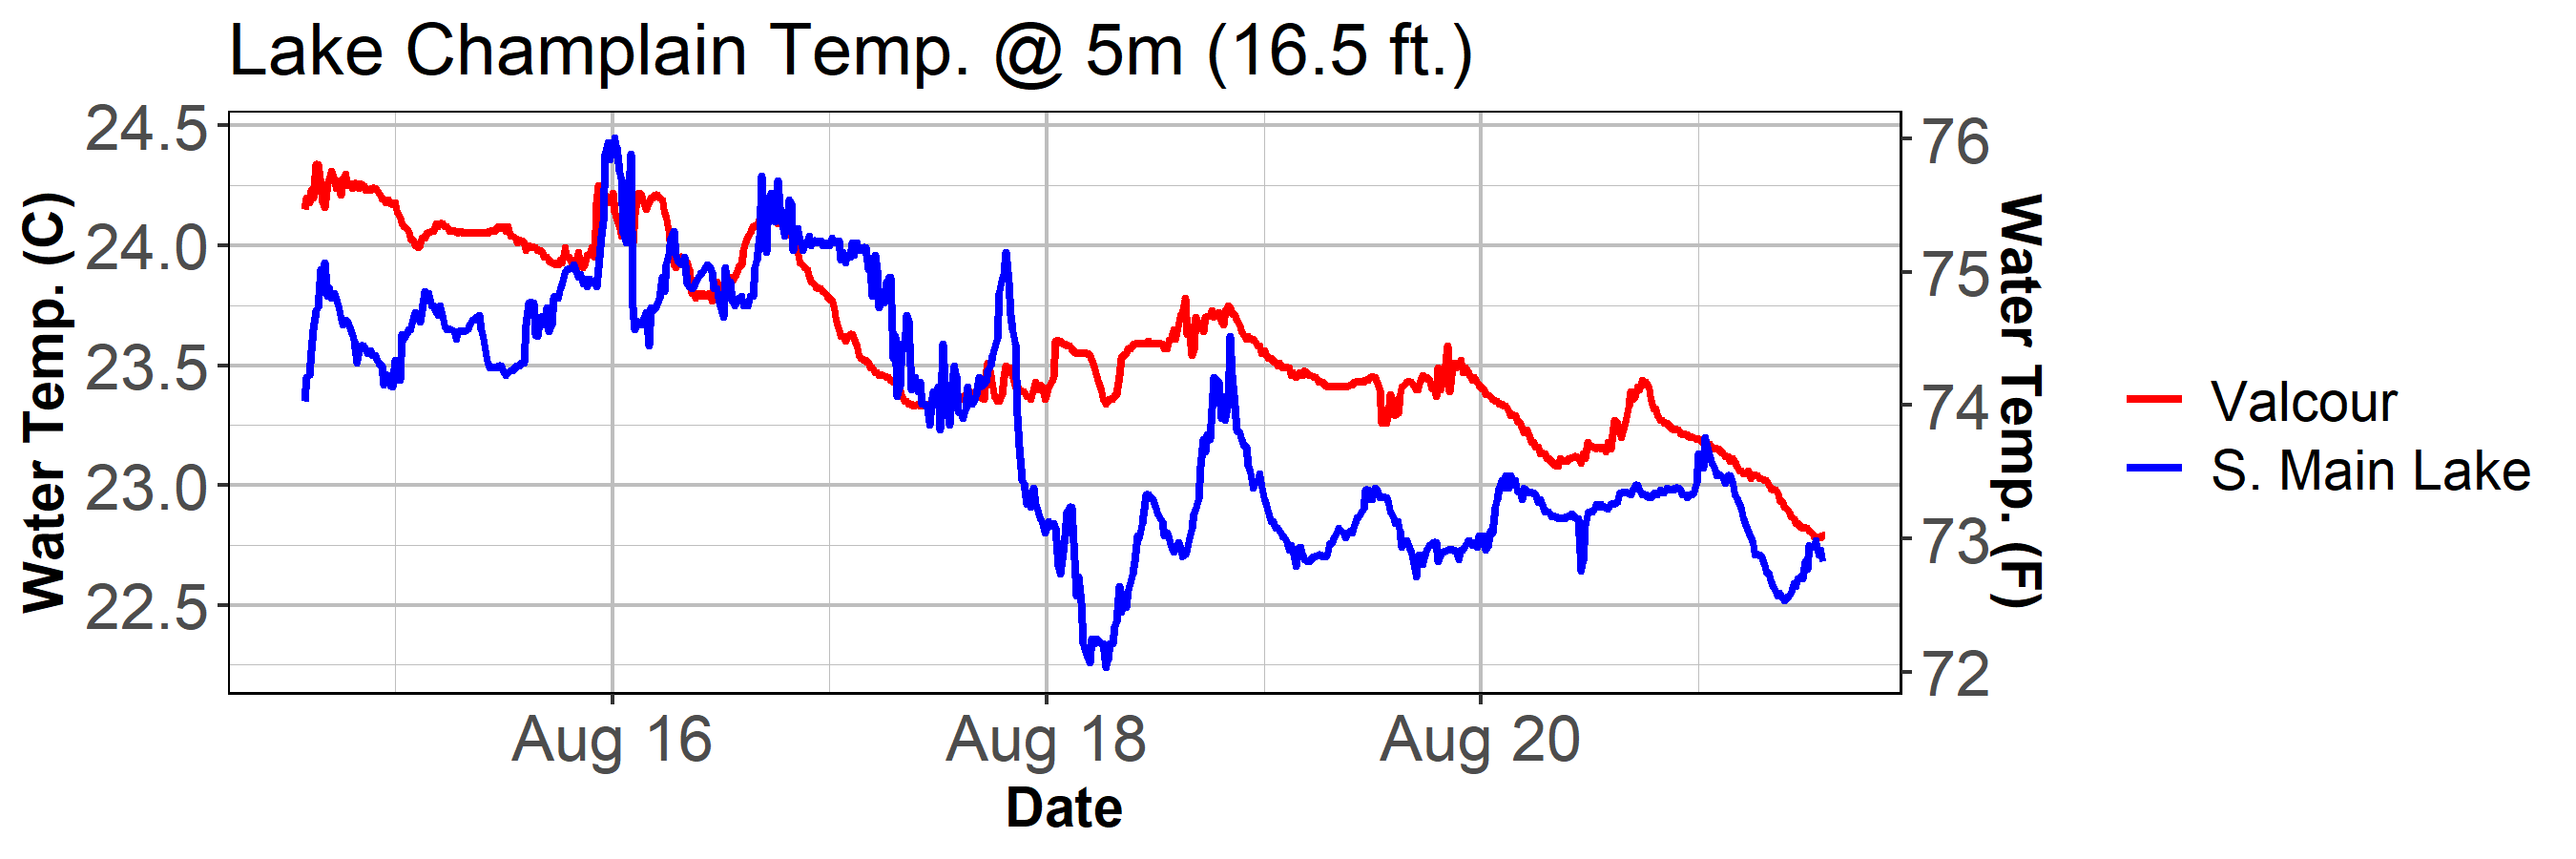 Lake Champlain Temp. @ 5m (16.5 ft.)
Water Temp. (C)
24.5
24.0
23.5
23.0
22.5
76
75
74
73
72
Water Temp. (F)
Aug 16
Aug 18
Aug 20
Date
Valcour
S. Main Lake